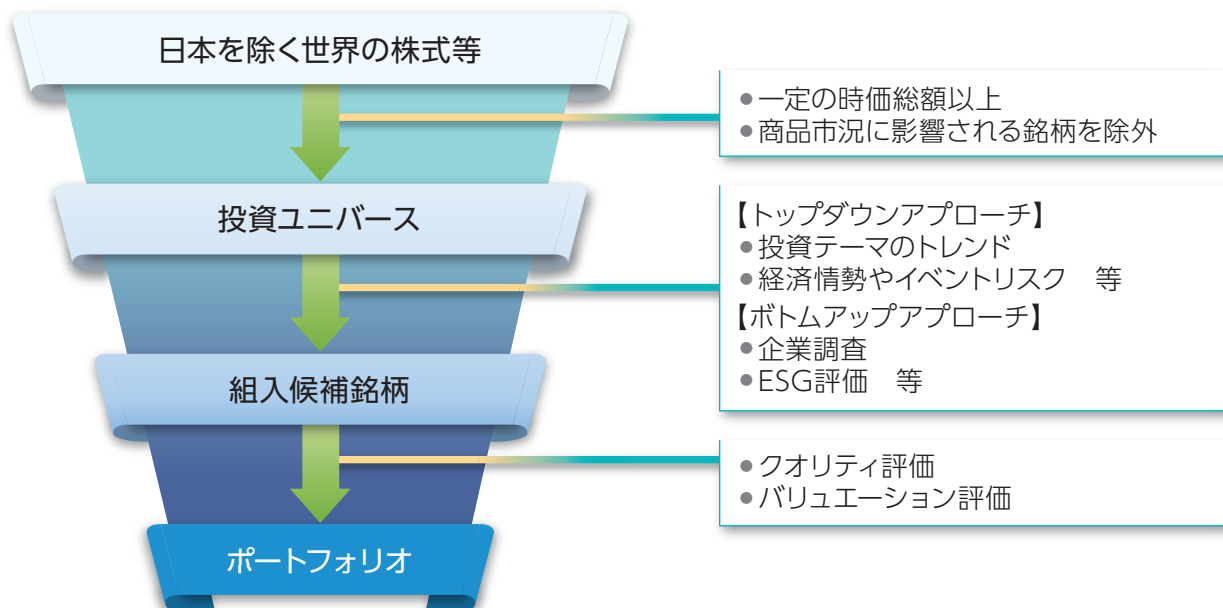 日本を除く世界の株式等
●一定の時価総額以上
●商品市況に影響される銘柄を除外
投資ユニバース
【トップダウンアプローチ】
●投資テーマのトレンド
●経済情勢やイベントリスク　等
【ボトムアップアプローチ】
●企業調査
●ESG評価　等
組入候補銘柄
●クオリティ評価
●バリュエーション評価
ポートフォリオ